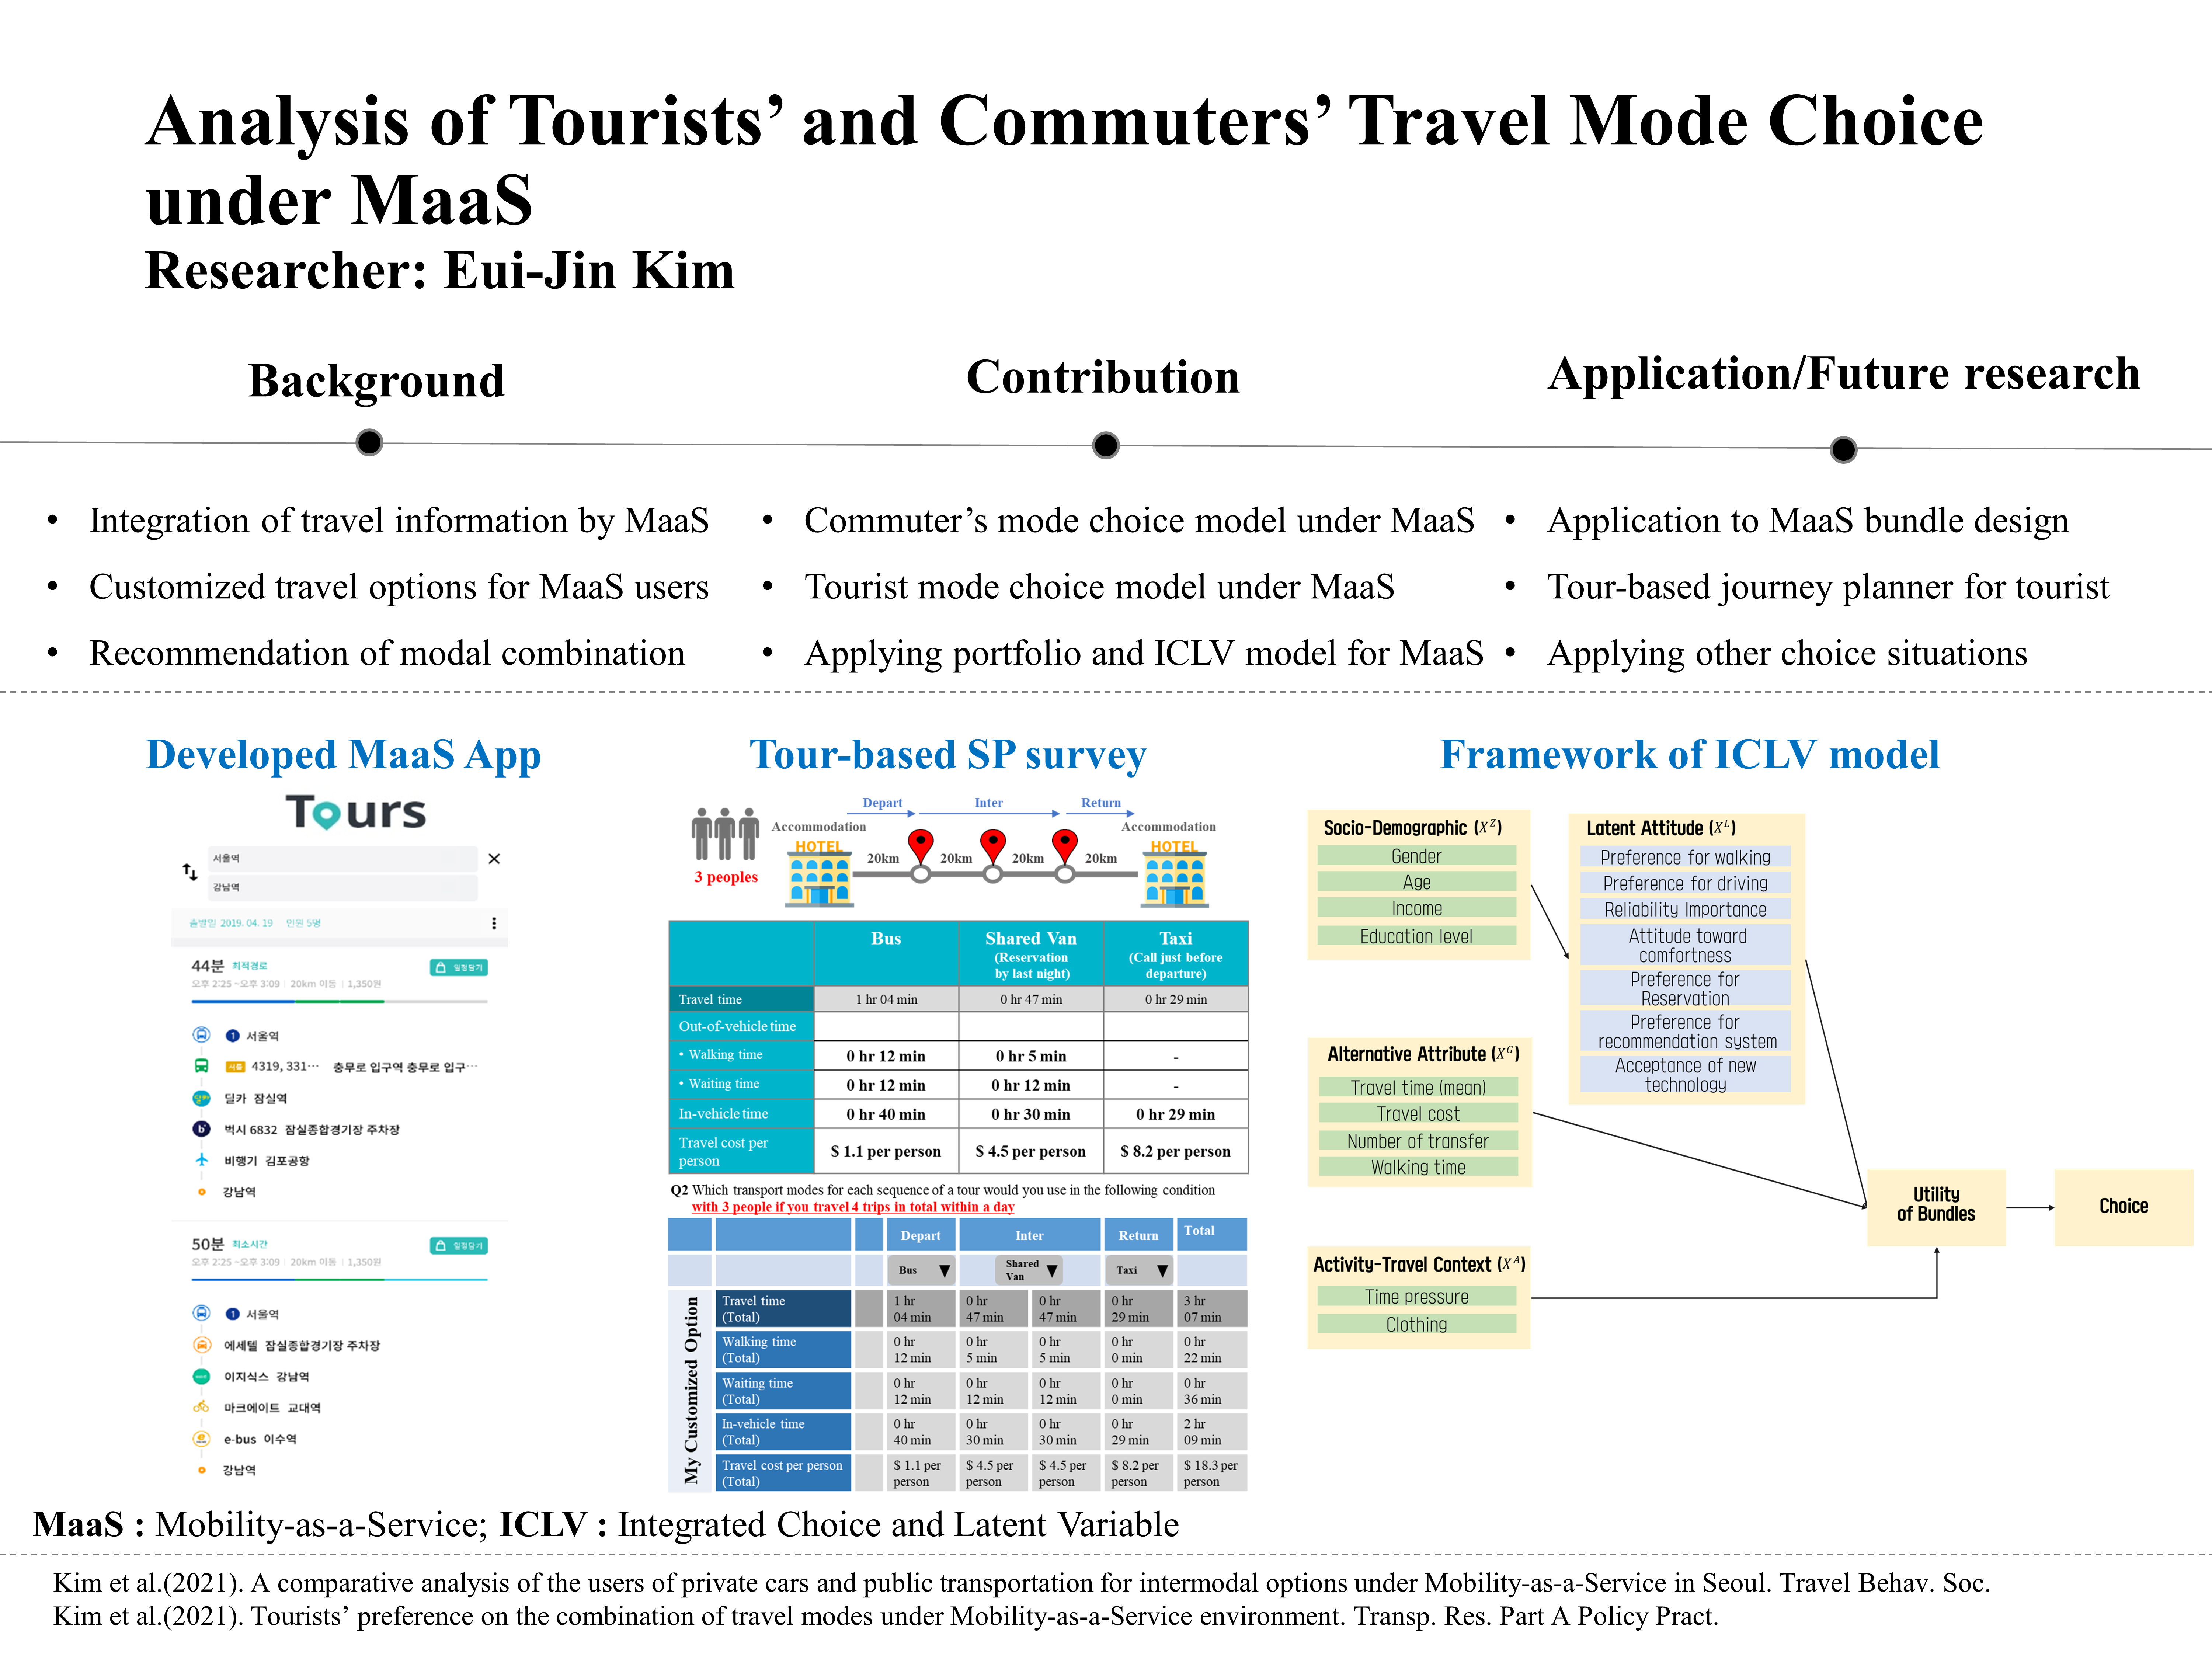 Analysis of Tourists’ and Commuters’ Travel Mode Choice
under MaaS
Researcher: Eui-Jin Kim
Background
Contribution
Application/Future research
• Integration of travel information by MaaS
• Customized travel options for MaaS users
• Recommendation of modal combination
• Commuter’s mode choice model under MaaS
• Tourist mode choice model under MaaS
• Applying portfolio and ICLV model for MaaS
• Application to MaaS bundle design
• Tour-based journey planner for tourist
• Applying other choice situations
Developed MaaS App
Tours
서울역
강남역
출발일 2019. 04. 19 인원 5명
44분 최적경로
일정담기
오후 2:25 ~오후 3:09 | 20km 이동 | 1,350원
1 서울역
서울 4319, 331… 충무로 입구역 충무로 입구…
딜카 잠실역
벅시 6832 잠실종합경기장 주차장
비행기 김포공항
강남역
50분 최소시간
일정담기
오후 2:25 ~오후 3:09 | 20km 이동 | 1,350원
1 서울역
에세텔 잠실종합경기장 주차장
이지식스 강남역
마크에이트 교대역
e-bus 이수역
강남역
Tour-based SP survey
Depart Inter Return
Accommodation Accommodation
HOTEL HOTEL
20km 20km 20km 20km
3 peoples
Bus Shared Van Taxi
(Reservation (Call just before
by last night) departure)
Travel time 1 hr 04 min 0 hr 47 min 0 hr 29 min
Out-of-vehicle time
• Walking time 0 hr 12 min 0 hr 5 min -
• Waiting time 0 hr 12 min 0 hr 12 min -
In-vehicle time 0 hr 40 min 0 hr 30 min 0 hr 29 min
Travel cost per
person $ 1.1 per person $ 4.5 per person $ 8.2 per person
Q2 Which transport modes for each sequence of a tour would you use in the following condition
with 3 people if you travel 4 trips in total within a day
Depart Inter Return Total
Bus ▼ Shared Van ▼ Taxi ▼
My Customized Option
Travel time 1 hr 0 hr 0 hr 0 hr 3 hr
(Total) 04 min 47 min 47 min 29 min 07 min
Walking time 0 hr 0 hr 0 hr 0 hr 0 hr
(Total) 12 min 5 min 5 min 0 min 22 min
Waiting time 0 hr 0 hr 0 hr 0 hr 0 hr
(Total) 12 min 12 min 12 min 0 min 36 min
In-vehicle time 0 hr 0 hr 0 hr 0 hr 2 hr
(Total) 40 min 30 min 30 min 29 min 09 min
Travel cost per person $ 1.1 per $ 4.5 per $ 4.5 per $ 8.2 per $ 18.3 per
(Total) person person person person person
Framework of ICLV model
Socio-Demographic (X^Z)
Gender
Age
Income
Education level
Latent Attitude (X^L)
Preference for walking
Preference for driving
Reliability Importance
Attitude toward
comfortness
Preference for
Reservation
Preference for
recommendation system
Acceptance of new
technology
Alternative Attribute (X^G)
Travel time (mean)
Travel cost
Number of transfer
Walking time
Activity-Travel Context (X^A)
Time pressure
Clothing
Utility
of Bundles
Choice
MaaS : Mobility-as-a-Service; ICLV : Integrated Choice and Latent Variable
Kim et al.(2021). A comparative analysis of the users of private cars and public transportation for intermodal options under Mobility-as-a-Service in Seoul. Travel Behav. Soc.
Kim et al.(2021). Tourists’ preference on the combination of travel modes under Mobility-as-a-Service environment. Transp. Res. Part A Policy Pract.